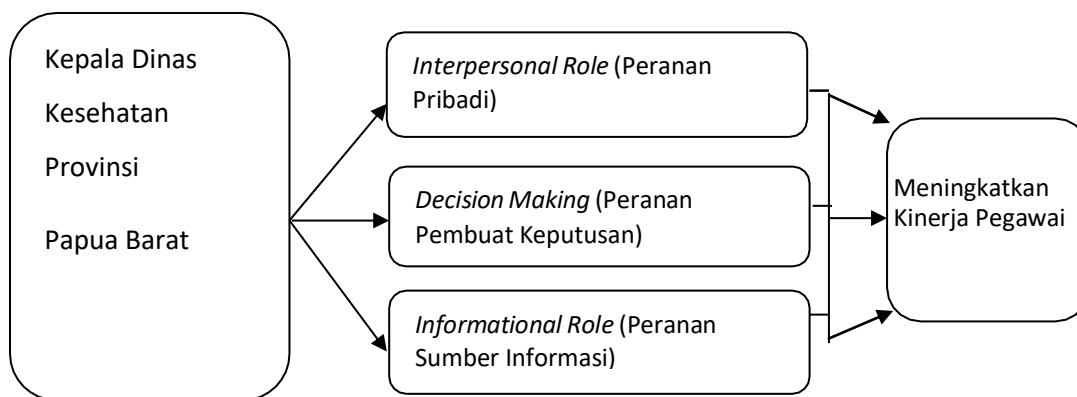 Kepala Dinas
Kesehatan
Provinsi
Papua Barat
Interpersonal Role (Peranan
Pribadi)
Decision Making (Peranan
Pembuat Keputusan)
Informational Role (Peranan
Sumber Informasi)
Meningkatkan
Kinerja Pegawai